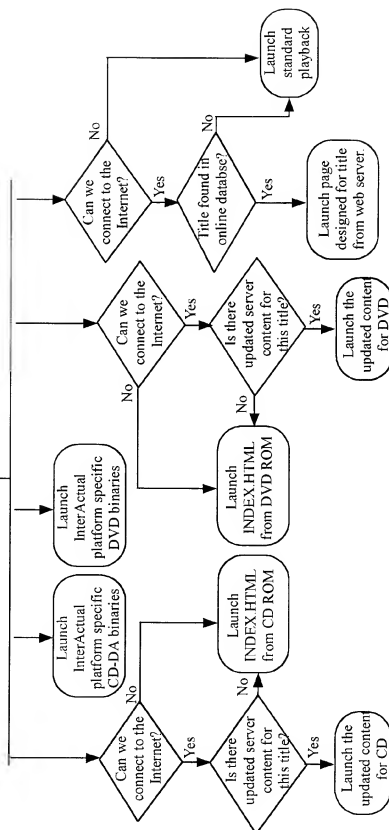 Can we
connect to the
Internet?
No
Yes
Is there
updated server
content for
this title?
No
Yes
Launch the
updated content
for CD
Launch
INDEX.HTML
from CD ROM
Launch
InterActual
platform specific
CD-DA binaries
Launch
InterActual
platform specific
DVD binaries
Can we
connect to the
Internet?
No
Yes
Is there
updated server
content for
this title?
No
Yes
Launch
INDEX.HTML
from DVD ROM
Launch the
updated content
for DVD
Can we
connect to the
Internet?
No
Yes
Title found in
online databse?
No
Yes
Launch
standard
playback
Launch page
designed for title
from web server.